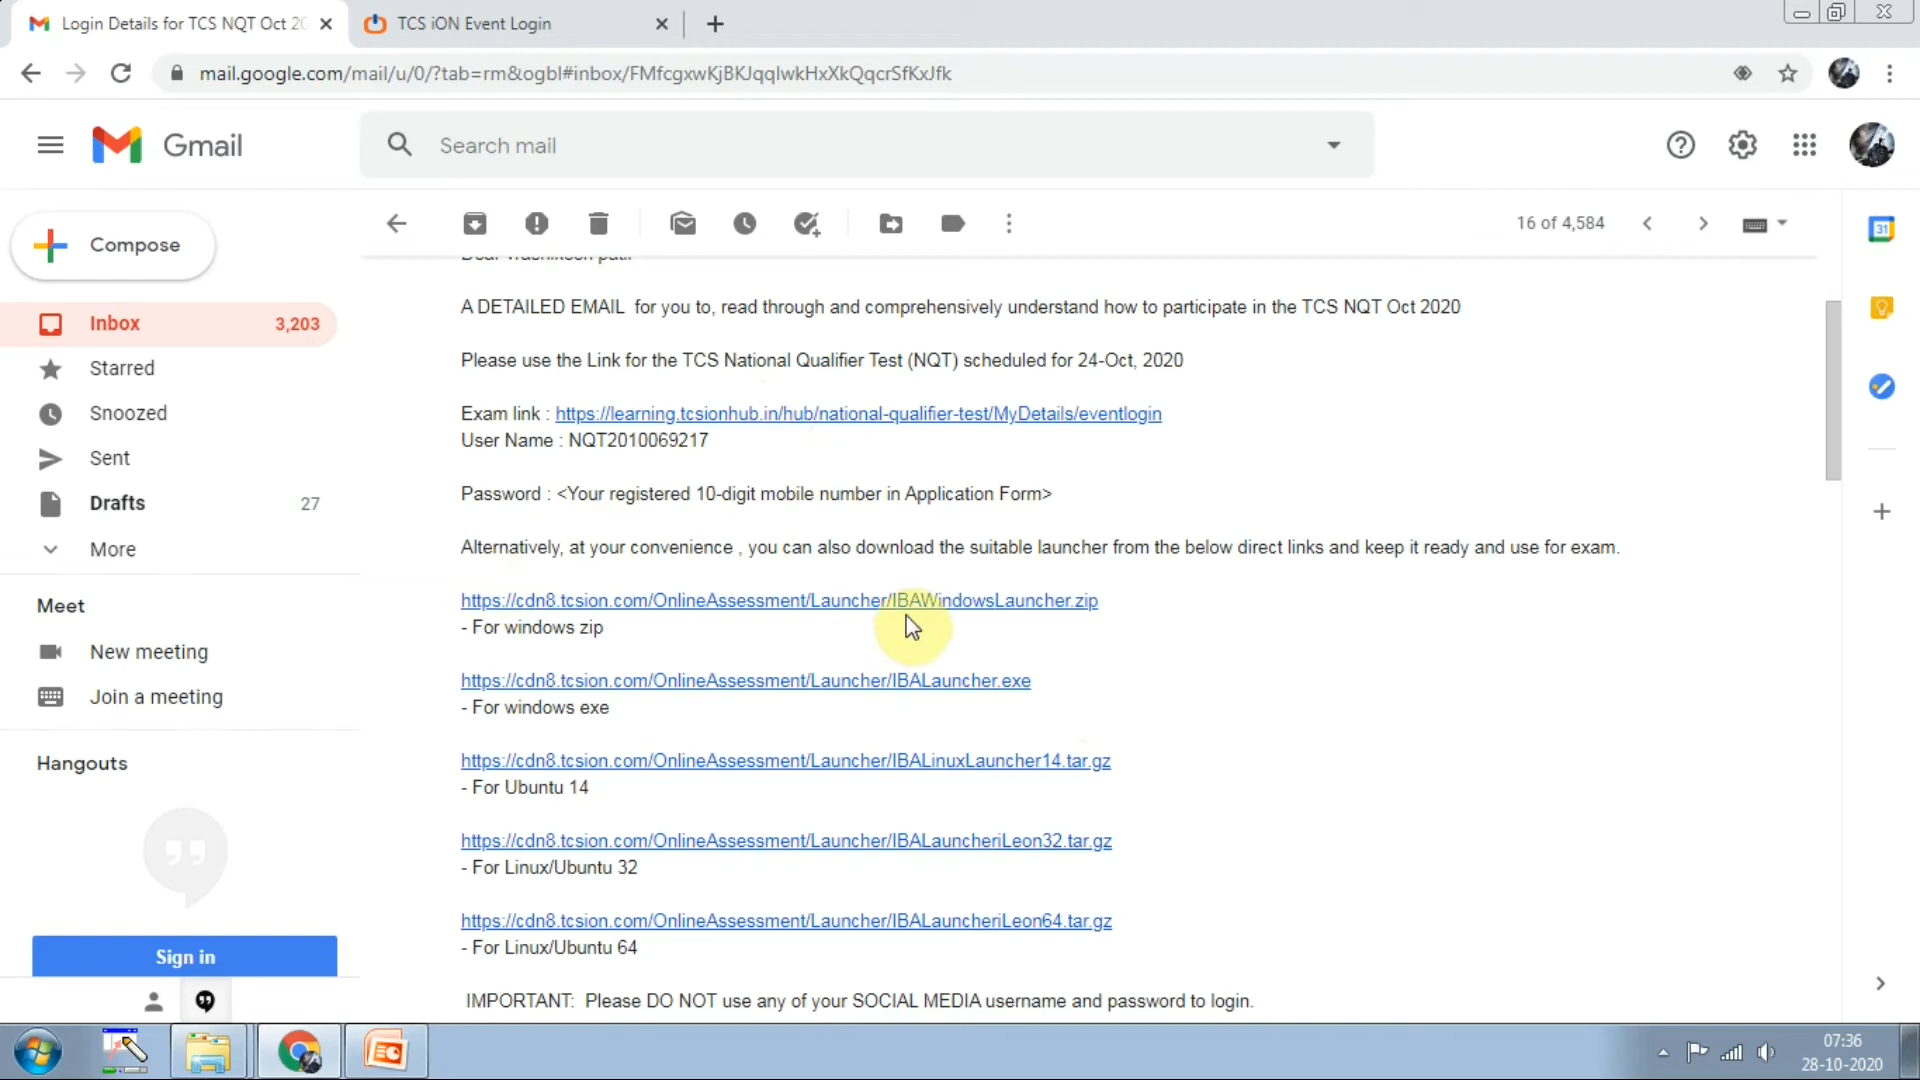 Login Details for TCS NQT Oct 20
TCS iON Event Login
mail.google.com/mail/u/0/?tab=rm&ogbl#inbox/FMfcgxwKjBKJqqlwkHxXkQqcrSfKxJfk
Gmail
Search mail
Compose
16 of 4,584
31
Inbox 3,203
Starred
Snoozed
Sent
Drafts 27
More
Meet
New meeting
Join a meeting
Hangouts
Sign in
A DETAILED EMAIL for you to, read through and comprehensively understand how to participate in the TCS NQT Oct 2020
Please use the Link for the TCS National Qualifier Test (NQT) scheduled for 24-Oct, 2020
Exam link : https://learning.tcsionhub.in/hub/national-qualifier-test/MyDetails/eventlogin
User Name : NQT2010069217
Password : <Your registered 10-digit mobile number in Application Form>
Alternatively, at your convenience , you can also download the suitable launcher from the below direct links and keep it ready and use for exam.
https://cdn8.tcsion.com/OnlineAssessment/Launcher/IBAWindowsLauncher.zip
- For windows zip
https://cdn8.tcsion.com/OnlineAssessment/Launcher/IBALauncher.exe
- For windows exe
https://cdn8.tcsion.com/OnlineAssessment/Launcher/IBALinuxLauncher14.tar.gz
- For Ubuntu 14
https://cdn8.tcsion.com/OnlineAssessment/Launcher/IBALauncheriLeon32.tar.gz
- For Linux/Ubuntu 32
https://cdn8.tcsion.com/OnlineAssessment/Launcher/IBALauncheriLeon64.tar.gz
- For Linux/Ubuntu 64
IMPORTANT: Please DO NOT use any of your SOCIAL MEDIA username and password to login.
07:36
28-10-2020